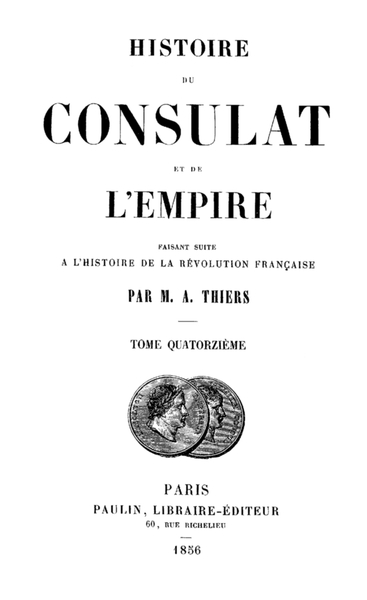 HISTOIRE
DU
CONSULAT
ET DE
L'EMPIRE
FAISANT SUITE
A L'HISTOIRE DE LA RÉVOLUTION FRANÇAISE
PAR M. A. THIERS
TOME QUATORZIÈME
PARIS
PAULIN, LIBRAIRE-ÉDITEUR
60, RUE RICHELIEU
1856